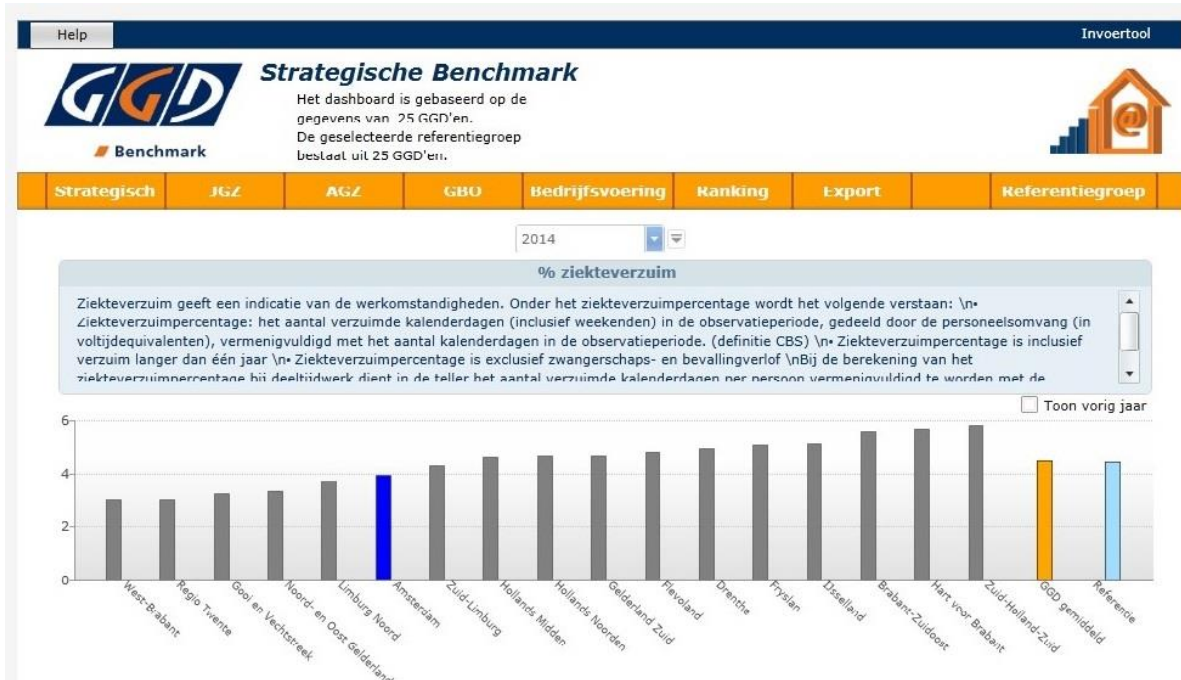 Help
Invoertool
GGD
Benchmark
Strategische Benchmark
Het dashboard is gebaseerd op de
gegevens van 25 GGD'en.
De geselecteerde referentiegroep
bestaat uit 25 GGD'en.
@
Strategisch JGZ AGZ GBO Bedrijfsvoering Ranking Export Referentiegroep
2014
% ziekteverzuim
Ziekteverzuim geeft een indicatie van de werkomstandigheden. Onder het ziekteverzuimpercentage wordt het volgende verstaan: \n•
Ziekteverzuimpercentage: het aantal verzuimde kalenderdagen (inclusief weekenden) in de observatieperiode, gedeeld door de personeelsomvang (in
voltijdequivalenten), vermenigvuldigd met het aantal kalenderdagen in de observatieperiode. (definitie CBS) \n• Ziekteverzuimpercentage is inclusief
verzuim langer dan één jaar \n• Ziekteverzuimpercentage is exclusief zwangerschaps- en bevallingverlof \nBij de berekening van het
ziekteverzuimpercentage bij deeltijdwerk dient in de teller het aantal verzuimde kalenderdagen per persoon vermenigvuldigd te worden met de
Toon vorig jaar
6
4
2
0
West-Brabant
Regio Twente
Gooi en Vechtstreek
Noord- en Oost Gelderland
Limburg Noord
Amsterdam
Zuid-Limburg
Hollands Midden
Hollands Noorden
Gelderland Zuid
Flevoland
Drenthe
Fryslan
IJsselland
Brabant-Zuidoost
Hart voor Brabant
Zuid-Holland-Zuid
GGD gemiddeld
Referentie